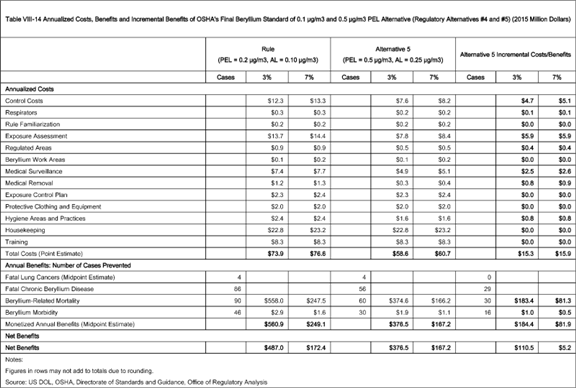 Table VIII-14 Annualized Costs, Benefits and Incremental Benefits of OSHA's Final Beryllium Standard of 0.1 μg/m3 and 0.5 μg/m3 PEL Alternative (Regulatory Alternatives #4 and #5) (2015 Million Dollars)
Rule Alternative 5 Alternative 5 Incremental Costs/Benefits
(PEL = 0.2 μg/m3, AL = 0.10 μg/m3) (PEL = 0.5 μg/m3, AL = 0.25 μg/m3)
Cases 3% 7% Cases 3% 7% Cases 3% 7%
Annualized Costs
Control Costs $12.3 $13.3 $7.6 $8.2 $4.7 $5.1
Respirators $0.3 $0.3 $0.2 $0.2 $0.1 $0.1
Rule Familiarization $0.2 $0.2 $0.2 $0.2 $0.0 $0.0
Exposure Assessment $13.7 $14.4 $7.8 $8.4 $5.9 $5.9
Regulated Areas $0.9 $0.9 $0.5 $0.5 $0.4 $0.4
Beryllium Work Areas $0.1 $0.2 $0.1 $0.2 $0.0 $0.0
Medical Surveillance $7.4 $7.7 $4.9 $5.1 $2.5 $2.6
Medical Removal $1.2 $1.3 $0.3 $0.4 $0.8 $0.9
Exposure Control Plan $2.3 $2.4 $2.3 $2.4 $0.0 $0.0
Protective Clothing and Equipment $2.0 $2.0 $2.0 $2.0 $0.0 $0.0
Hygiene Areas and Practices $2.4 $2.4 $1.6 $1.6 $0.8 $0.8
Housekeeping $22.8 $23.2 $22.8 $23.2 $0.0 $0.0
Training $8.3 $8.3 $8.3 $8.3 $0.0 $0.0
Total Costs (Point Estimate) $73.9 $76.6 $58.6 $60.7 $15.3 $15.9
Annual Benefits: Number of Cases Prevented
Fatal Lung Cancers (Midpoint Estimate) 4 4 0
Fatal Chronic Beryllium Disease 86 56 29
Beryllium-Related Mortality 90 $558.0 $247.5 60 $374.6 $166.2 30 $183.4 $81.3
Beryllium Morbidity 46 $2.9 $1.6 30 $1.9 $1.1 16 $1.0 $0.5
Monetized Annual Benefits (Midpoint Estimate) $560.9 $249.1 $376.5 $167.2 $184.4 $81.9
Net Benefits
Net Benefits $487.0 $172.4 $376.5 $167.2 $110.5 $5.2
Notes:
Figures in rows may not add to totals due to rounding.
Source: US DOL, OSHA, Directorate of Standards and Guidance, Office of Regulatory Analysis